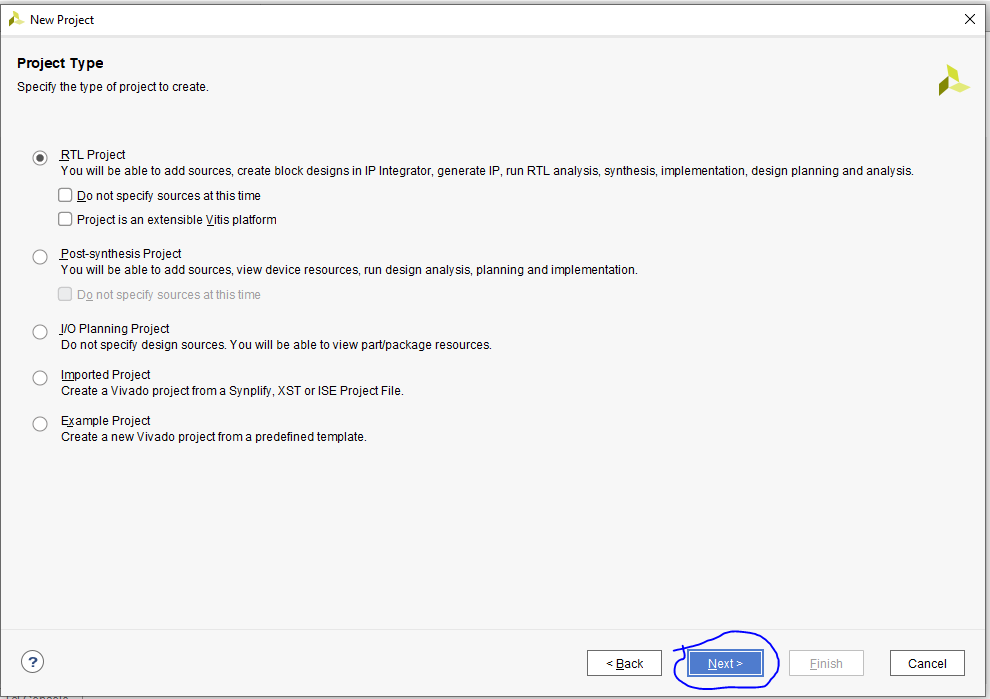 New Project
Project Type
Specify the type of project to create.
RTL Project
You will be able to add sources, create block designs in IP Integrator, generate IP, run RTL analysis, synthesis, implementation, design planning and analysis.
Do not specify sources at this time
Project is an extensible Vitis platform
Post-synthesis Project
You will be able to add sources, view device resources, run design analysis, planning and implementation.
Do not specify sources at this time
I/O Planning Project
Do not specify design sources. You will be able to view part/package resources.
Imported Project
Create a Vivado project from a Synplify, XST or ISE Project File.
Example Project
Create a new Vivado project from a predefined template.
? < Back Next > Finish Cancel